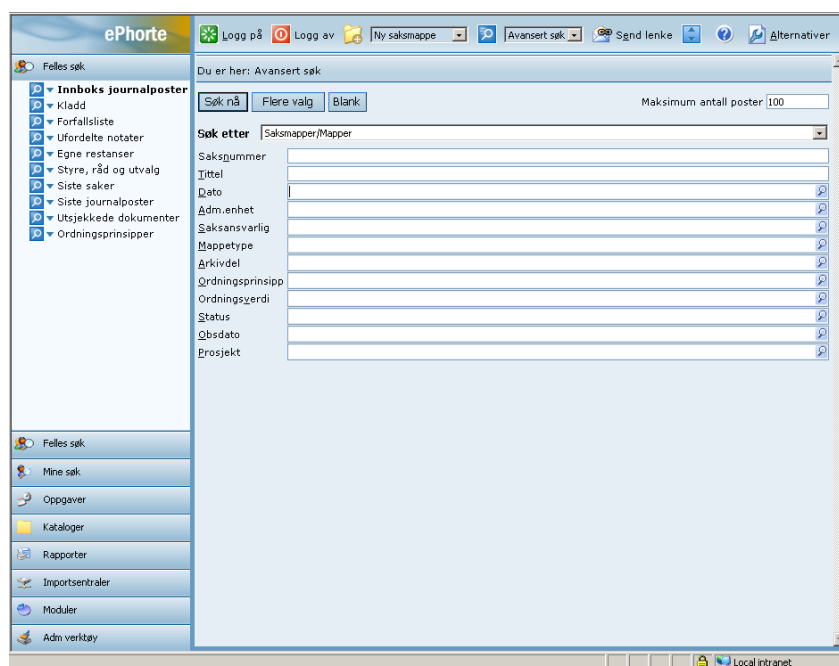 ePhorte
Logg på Logg av Ny saksmappe Avansert søk Send lenke Alternativer
Felles søk
Innboks journalposter
Kladd
Forfallsliste
Ufordelte notater
Egne restanser
Styre, råd og utvalg
Siste saker
Siste journalposter
Utsjekkede dokumenter
Ordningsprinsipper
Felles søk
Mine søk
Oppgaver
Kataloger
Rapporter
Importsentraler
Moduler
Adm verktøy
Du er her: Avansert søk
Søk nå Flere valg Blank Maksimum antall poster 100
Søk etter Saksmapper/Mapper
Saksnummer
Tittel
Dato
Adm.enhet
Saksansvarlig
Mappetype
Arkivdel
Ordningsprinsipp
Ordningsverdi
Status
Obsdato
Prosjekt
Local intranet